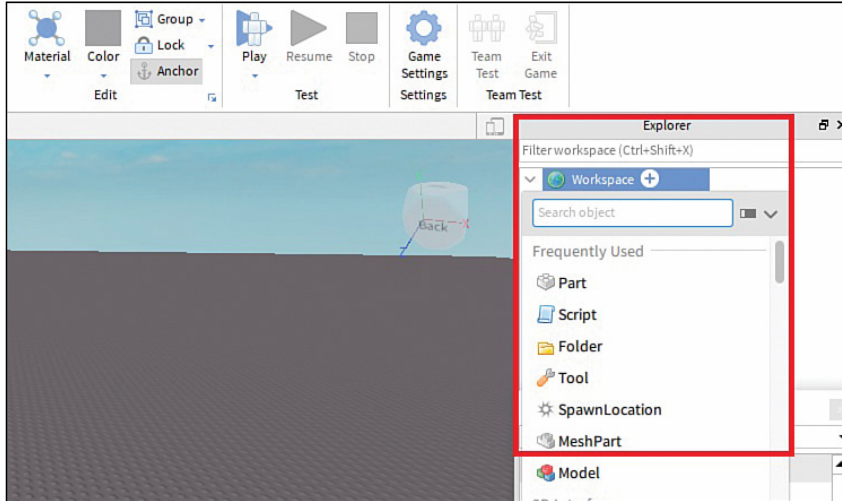 Group
Lock
Anchor
Material
Color
Edit
Play
Resume
Stop
Test
Game
Settings
Settings
Team
Test
Exit
Game
Team Test
Explorer
Filter workspace (Ctrl+Shift+X)
Workspace
Search object
Frequently Used
Part
Script
Folder
Tool
SpawnLocation
MeshPart
Model
Back
X